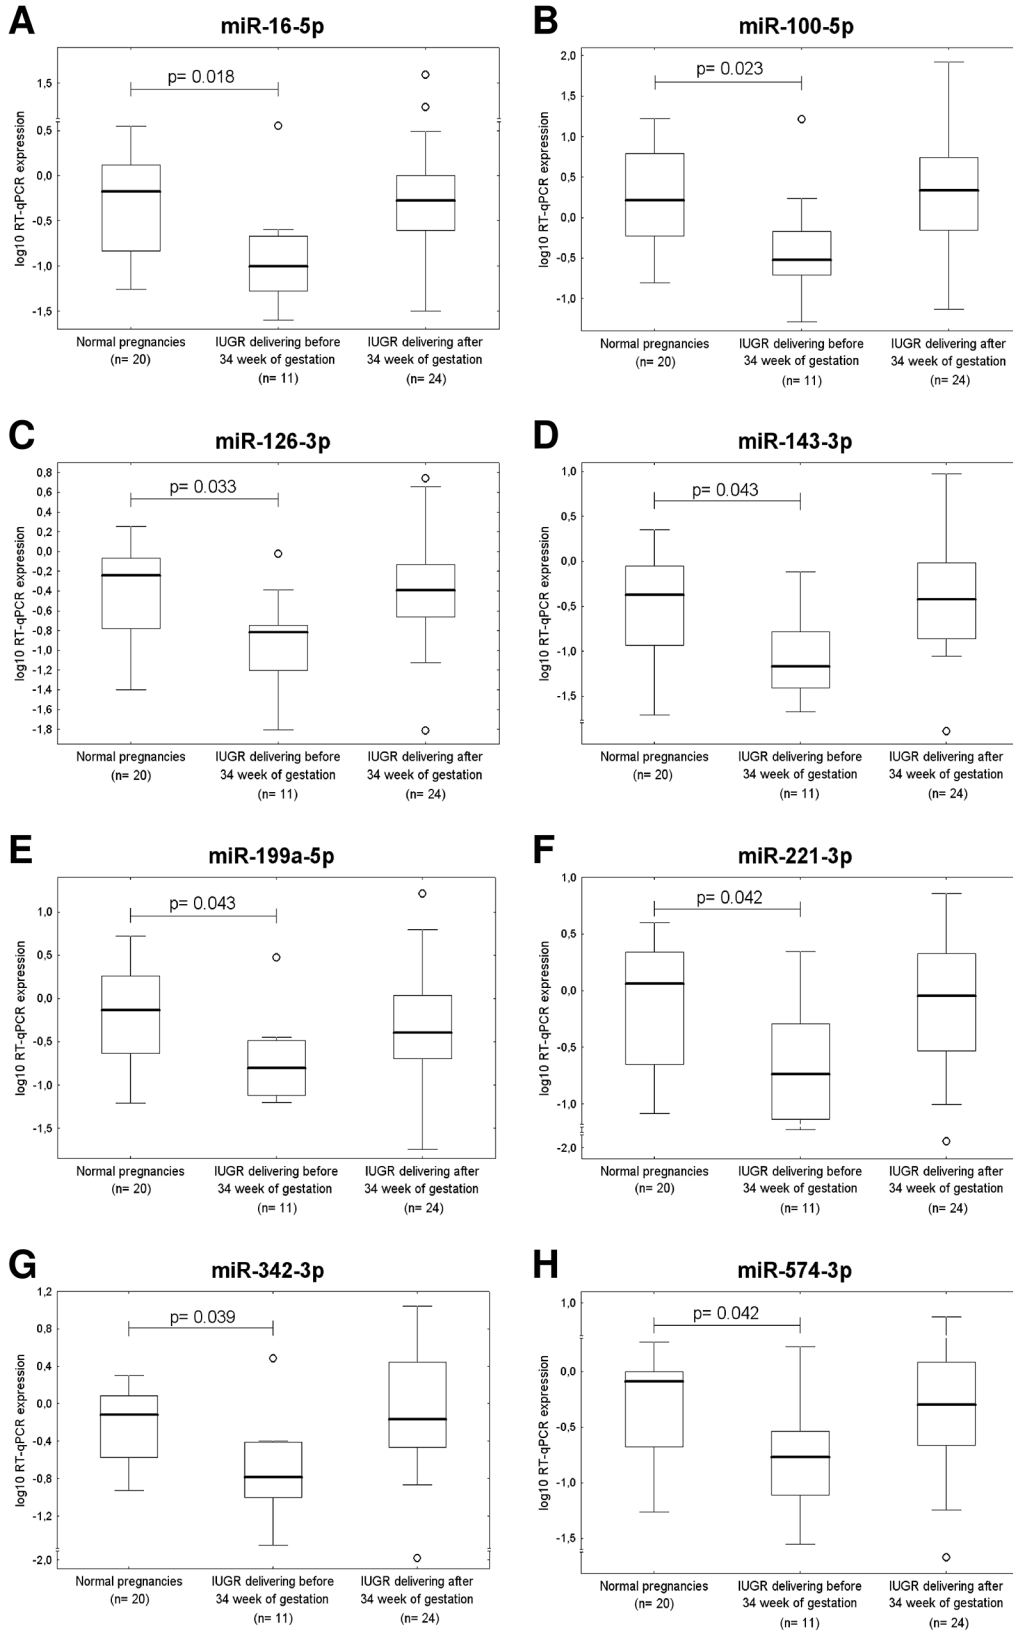 A
miR-16-5p
p= 0.018
log10 RT-qPCR expression
1,5
0,5
0,0
-0,5
-1,0
-1,5
Normal pregnancies
(n= 20)
IUGR delivering before
34 week of gestation
(n= 11)
IUGR delivering after
34 week of gestation
(n= 24)
B
miR-100-5p
p= 0.023
log10 RT-qPCR expression
2,0
1,5
1,0
0,5
0,0
-0,5
-1,0
Normal pregnancies
(n= 20)
IUGR delivering before
34 week of gestation
(n= 11)
IUGR delivering after
34 week of gestation
(n= 24)
C
miR-126-3p
p= 0.033
log10 RT-qPCR expression
0,8
0,6
0,4
0,2
0,0
-0,2
-0,4
-0,6
-0,8
-1,0
-1,2
-1,4
-1,6
-1,8
Normal pregnancies
(n= 20)
IUGR delivering before
34 week of gestation
(n= 11)
IUGR delivering after
34 week of gestation
(n= 24)
D
miR-143-3p
p= 0.043
log10 RT-qPCR expression
1,0
0,5
0,0
-0,5
-1,0
-1,5
Normal pregnancies
(n= 20)
IUGR delivering before
34 week of gestation
(n= 11)
IUGR delivering after
34 week of gestation
(n= 24)
E
miR-199a-5p
p= 0.043
log10 RT-qPCR expression
1,0
0,5
0,0
-0,5
-1,0
-1,5
Normal pregnancies
(n= 20)
IUGR delivering before
34 week of gestation
(n= 11)
IUGR delivering after
34 week of gestation
(n= 24)
F
miR-221-3p
p= 0.042
log10 RT-qPCR expression
1,0
0,5
0,0
-0,5
-1,0
-2,0
Normal pregnancies
(n= 20)
IUGR delivering before
34 week of gestation
(n= 11)
IUGR delivering after
34 week of gestation
(n= 24)
G
miR-342-3p
p= 0.039
log10 RT-qPCR expression
1,2
0,8
0,4
0,0
-0,4
-0,8
-1,2
-2,0
Normal pregnancies
(n= 20)
IUGR delivering before
34 week of gestation
(n= 11)
IUGR delivering after
34 week of gestation
(n= 24)
H
miR-574-3p
p= 0.042
log10 RT-qPCR expression
1,0
0,0
-0,5
-1,0
-1,5
Normal pregnancies
(n= 20)
IUGR delivering before
34 week of gestation
(n= 11)
IUGR delivering after
34 week of gestation
(n= 24)